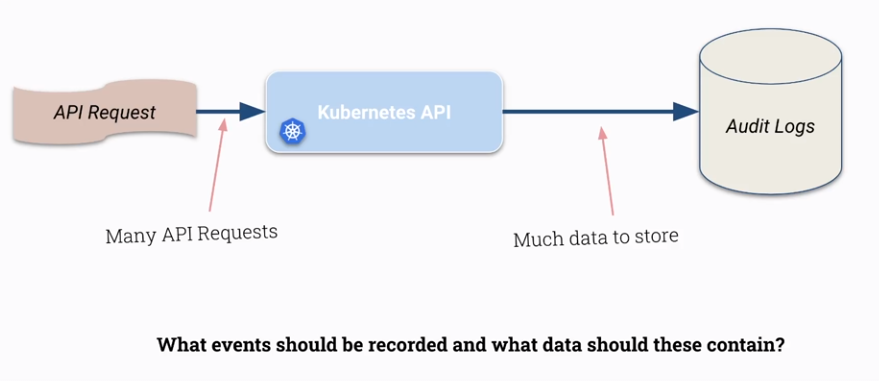 API Request
Kubernetes API
Audit Logs
Many API Requests
Much data to store
What events should be recorded and what data should these contain?